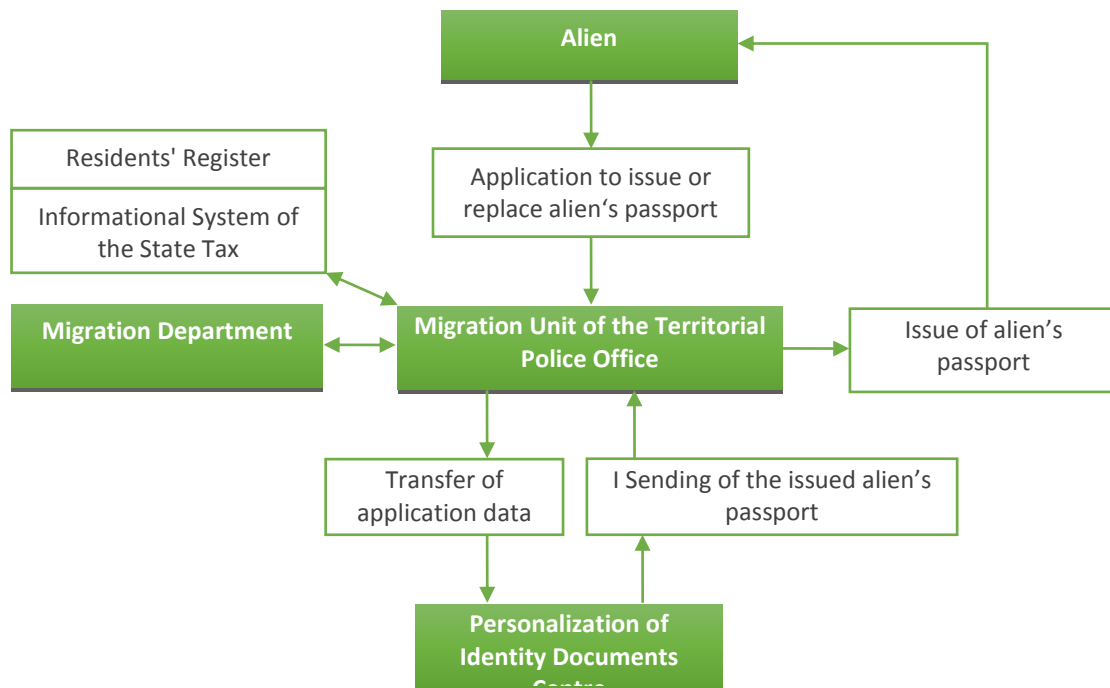 Alien
Residents' Register
Informational System of
the State Tax
Application to issue or
replace alien‘s passport
Migration Department
Migration Unit of the Territorial
Police Office
Issue of alien’s
passport
Transfer of
application data
I Sending of the issued alien’s
passport
Personalization of
Identity Documents